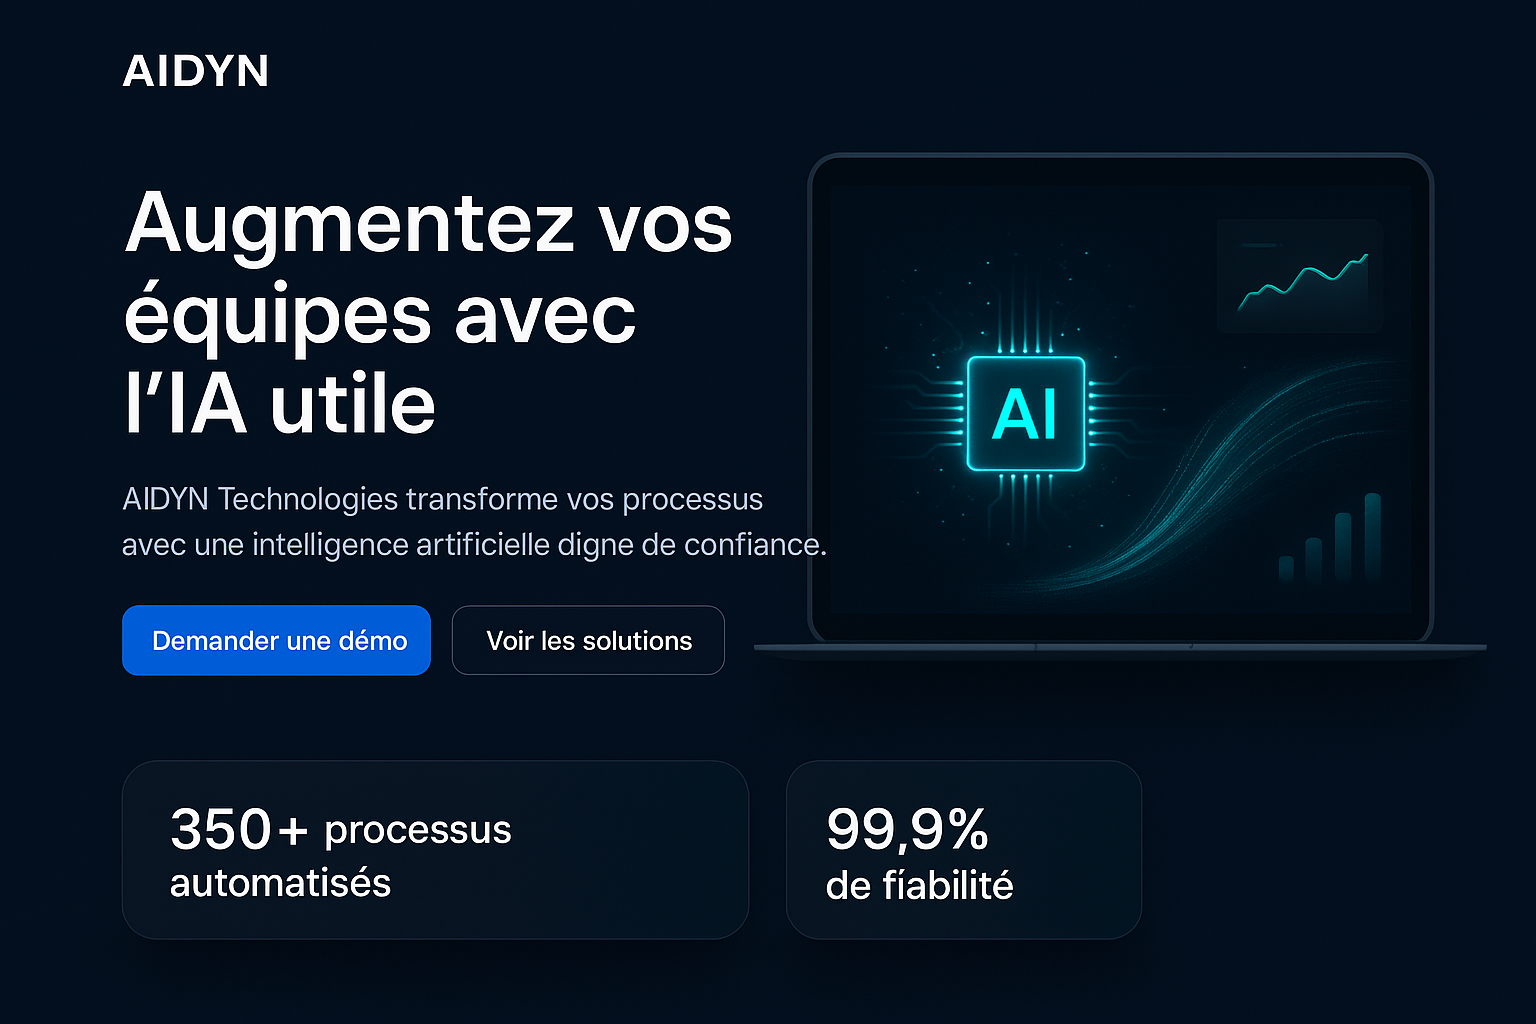 AIDYN
Augmentez vos
équipes avec
l’IA utile
AIDYN Technologies transforme vos processus
avec une intelligence artificielle digne de confiance.
Demander une démo
Voir les solutions
AI
350+ processus
automatisés
99,9%
de fíabilité